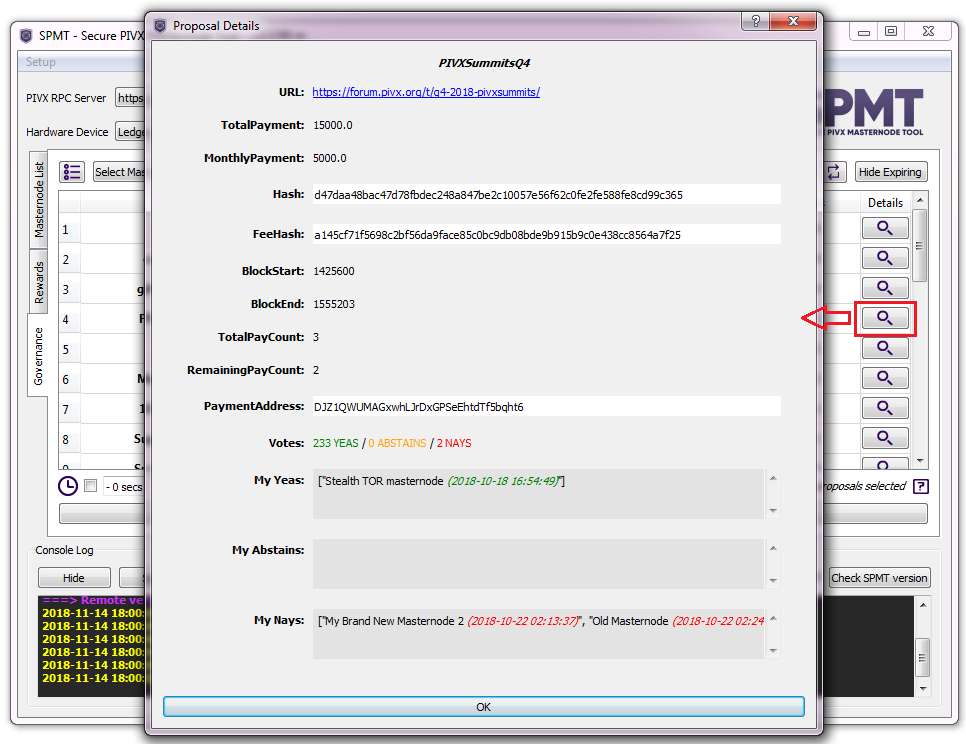 SPMT - Secure PIVX
Proposal Details
Setup
PIVXSummitsQ4
URL: https://forum.pivx.org/t/q4-2018-pivxsummits/
PIVX RPC Server https
TotalPayment: 15000.0
PMT
PIVX MASTERNODE TOOL
Hardware Device Ledge
MonthlyPayment: 5000.0
Masternode List
Select Mas
Hide Expiring
Hash: d47daa48bac47d78fbdec248a847be2c10057e56f62c0fe2fe588fe8cd99c365
Details
1
FeeHash: a145cf71f5698c2bf56da9face85c0bc9db08bde9b915b9c0e438cc8564a7f25
2
Rewards
BlockStart: 1425600
3
BlockEnd: 1555203
4
TotalPayCount: 3
Governance
5
RemainingPayCount: 2
6
PaymentAddress: DJZ1QWUMAGxwhLJrDxGPSeEhtdTf5bqht6
7
8
Votes: 233 YEAS / 0 ABSTAINS / 2 NAYS
9
My Yeas: ["Stealth TOR masternode (2018-10-18 16:54:49)"]
- 0 secs
selected ?
My Abstains:
Console Log
Hide
Check SPMT version
===> Remote
2018-11-14 18:00:
2018-11-14 18:00:
2018-11-14 18:00:
2018-11-14 18:00:
2018-11-14 18:00:
2018-11-14 18:00:
My Nays: ["My Brand New Masternode 2 (2018-10-22 02:13:37)", "Old Masternode (2018-10-22 02:24
OK